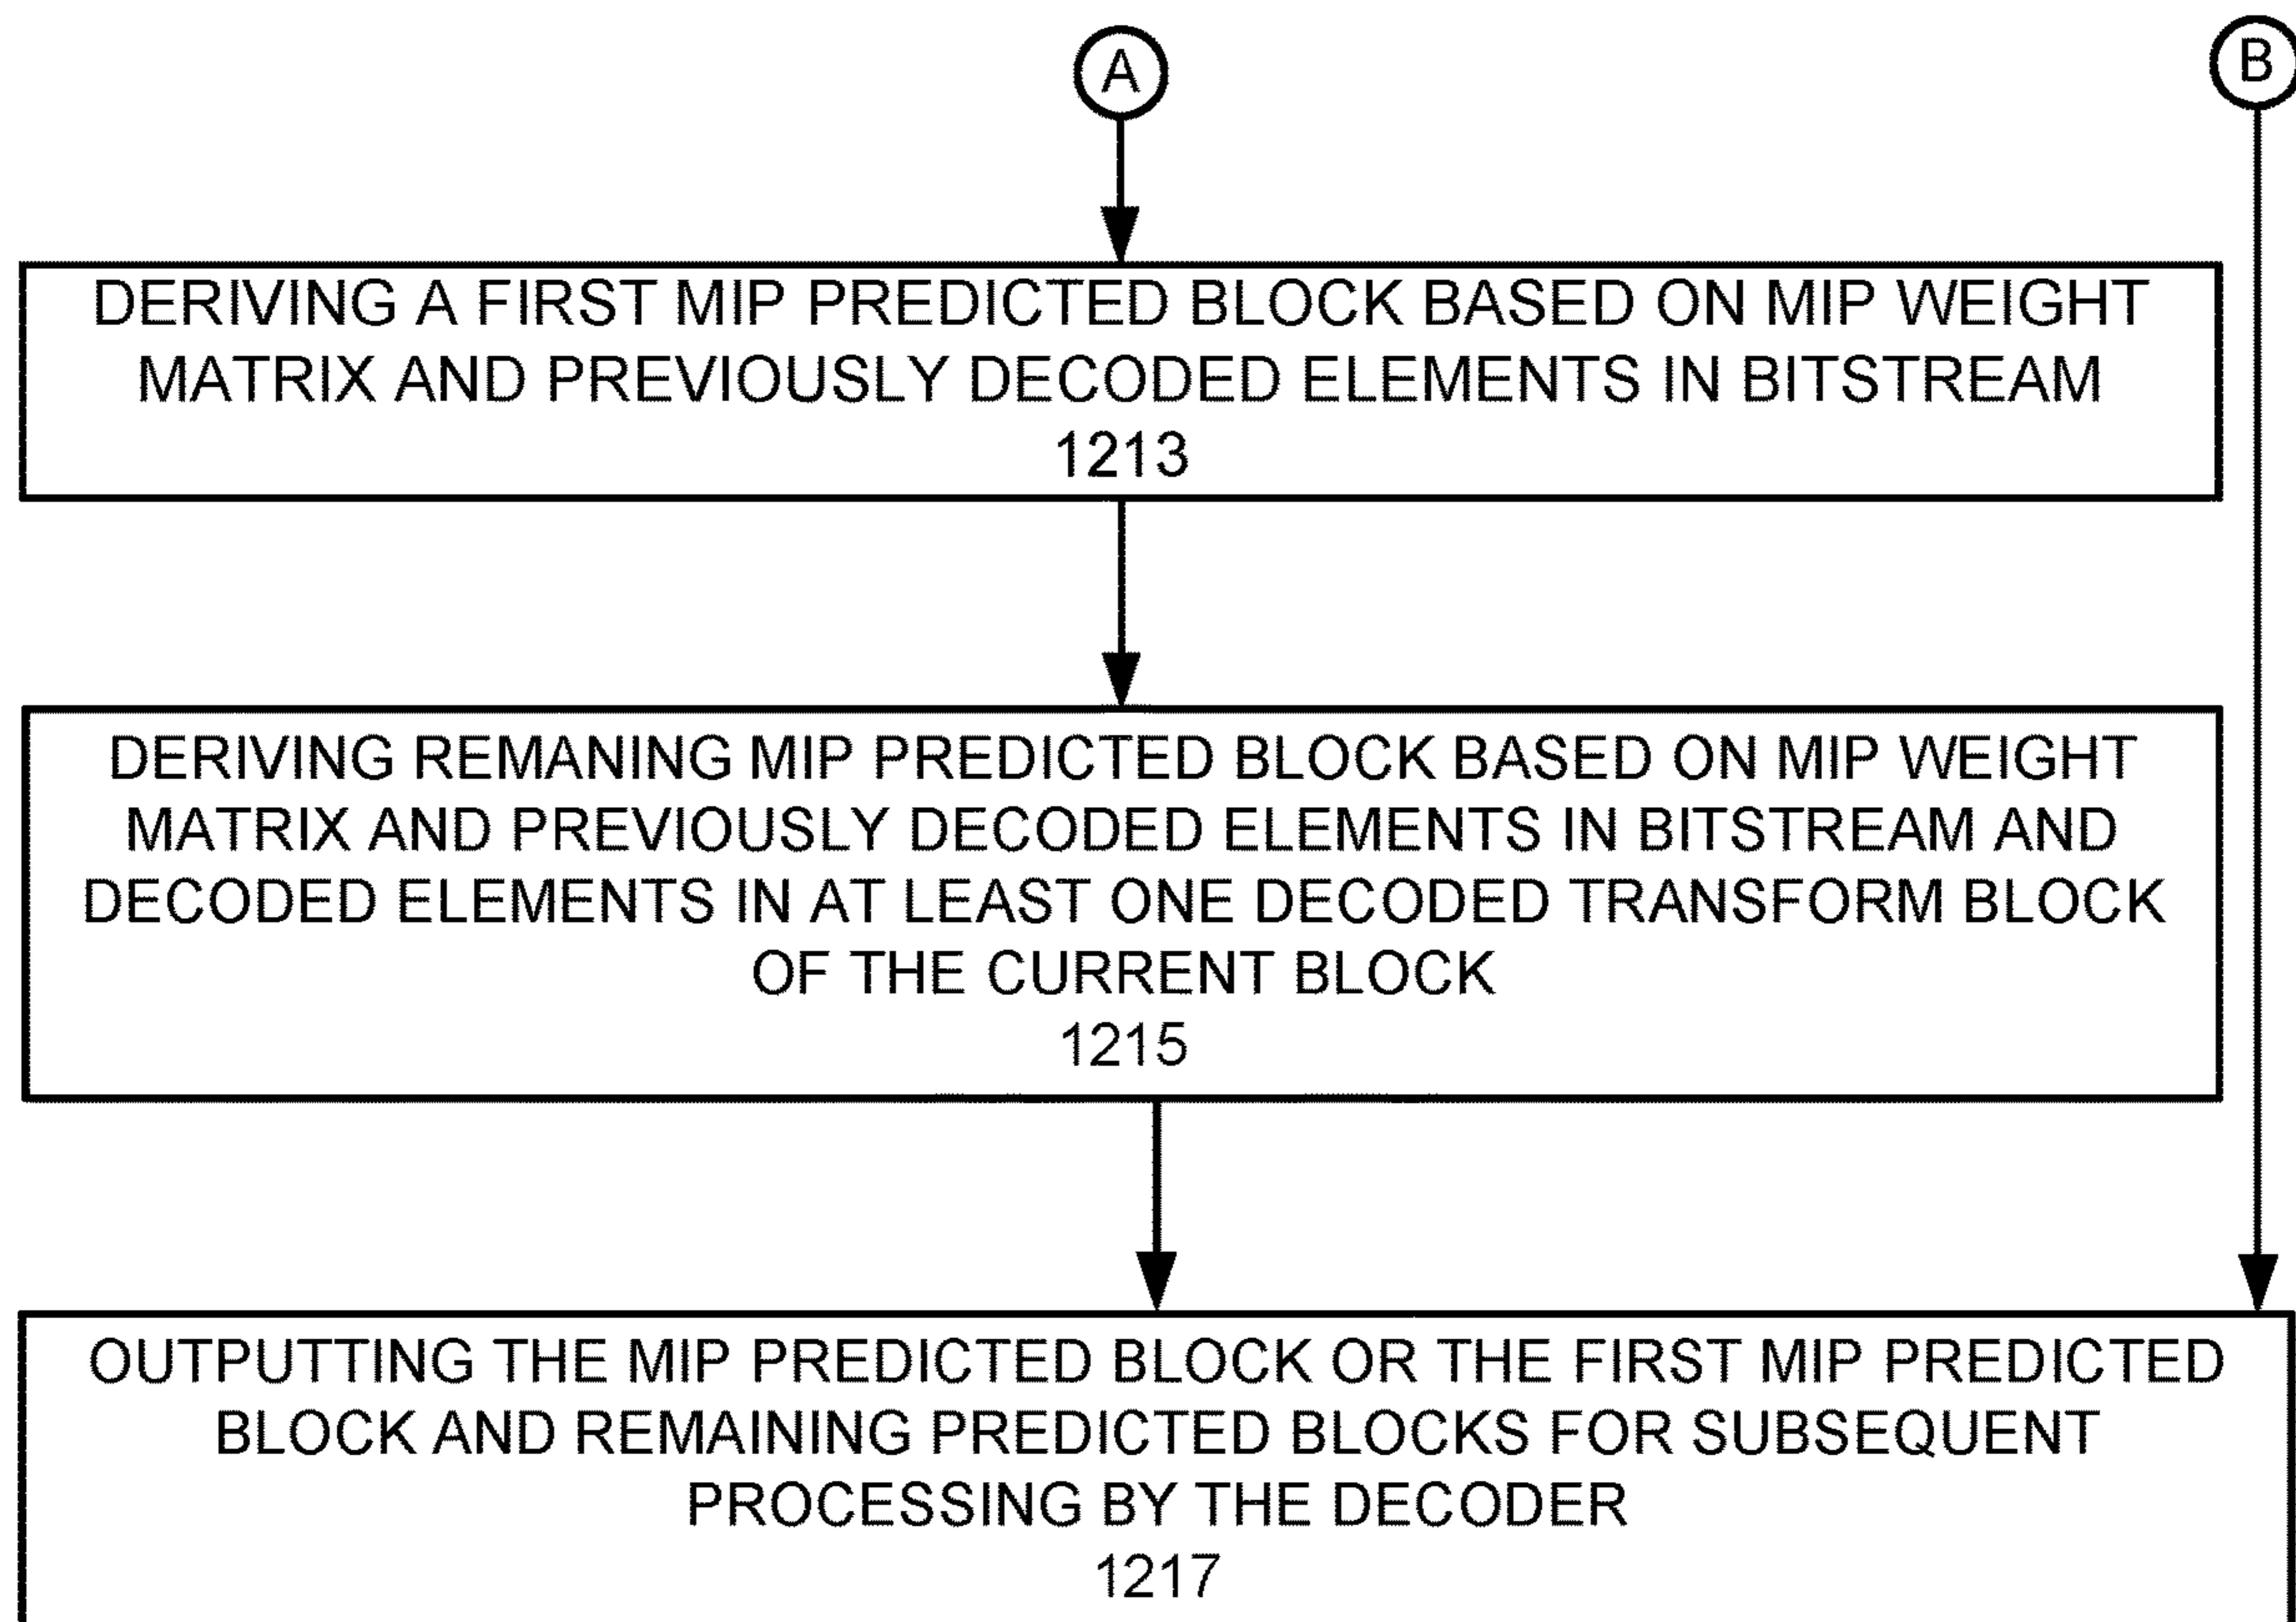 A
B
DERIVING A FIRST MIP PREDICTED BLOCK BASED ON MIP WEIGHT
MATRIX AND PREVIOUSLY DECODED ELEMENTS IN BITSTREAM
1213
DERIVING REMANING MIP PREDICTED BLOCK BASED ON MIP WEIGHT
MATRIX AND PREVIOUSLY DECODED ELEMENTS IN BITSTREAM AND
DECODED ELEMENTS IN AT LEAST ONE DECODED TRANSFORM BLOCK
OF THE CURRENT BLOCK
1215
OUTPUTTING THE MIP PREDICTED BLOCK OR THE FIRST MIP PREDICTED
BLOCK AND REMAINING PREDICTED BLOCKS FOR SUBSEQUENT
PROCESSING BY THE DECODER
1217